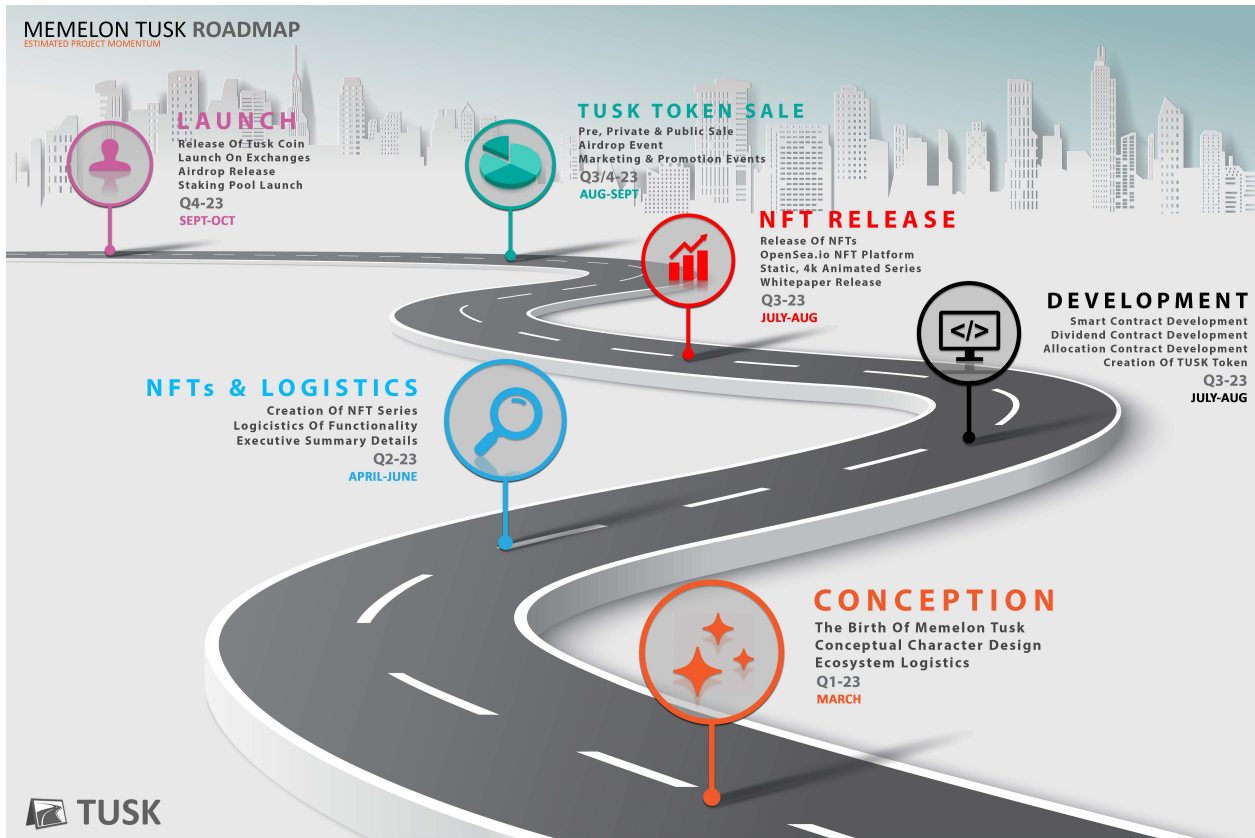 MEMELON TUSK ROADMAP
ESTIMATED PROJECT MOMENTUM
LAUNCH
Release Of Tusk Coin
Launch On Exchanges
Airdrop Release
Staking Pool Launch
Q4-23
SEPT-OCT
TUSK TOKEN SALE
Pre, Private & Public Sale
Airdrop Event
Marketing & Promotion Events
Q3/4-23
AUG-SEPT
NFT RELEASE
Release Of NFTs
OpenSea.io NFT Platform
Static, 4k Animated Series
Whitepaper Release
Q3-23
JULY-AUG
</>
DEVELOPMENT
Smart Contract Development
Dividend Contract Development
Allocation Contract Development
Creation Of TUSK Token
Q3-23
JULY-AUG
NFTs & LOGISTICS
Creation Of NFT Series
Logicistics Of Functionality
Executive Summary Details
Q2-23
APRIL-JUNE
CONCEPTION
The Birth Of Memelon Tusk
Conceptual Character Design
Ecosystem Logistics
Q1-23
MARCH
TUSK